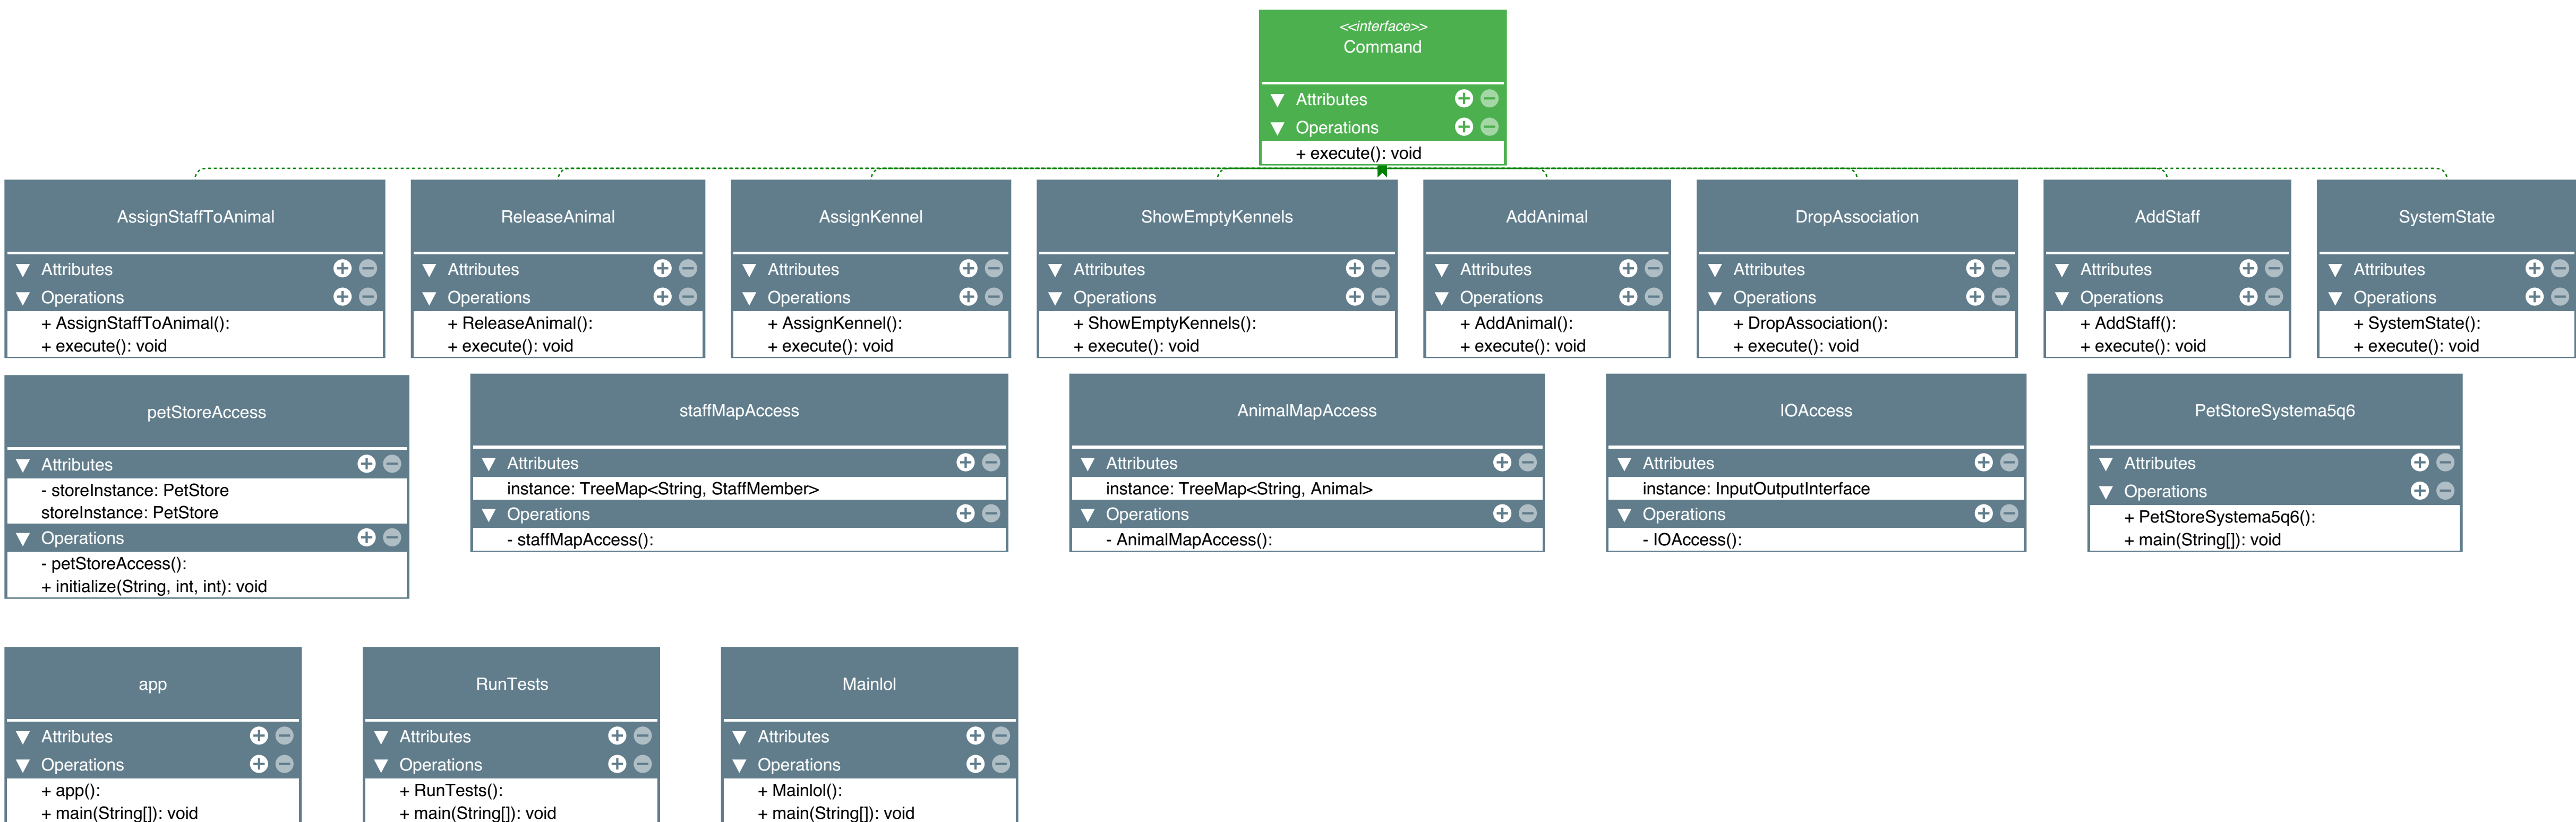 <<interface>>
Command
Attributes
Operations
+ execute(): void
AssignStaffToAnimal
Attributes
Operations
+ AssignStaffToAnimal():
+ execute(): void
ReleaseAnimal
Attributes
Operations
+ ReleaseAnimal():
+ execute(): void
AssignKennel
Attributes
Operations
+ AssignKennel():
+ execute(): void
ShowEmptyKennels
Attributes
Operations
+ ShowEmptyKennels():
+ execute(): void
AddAnimal
Attributes
Operations
+ AddAnimal():
+ execute(): void
DropAssociation
Attributes
Operations
+ DropAssociation():
+ execute(): void
AddStaff
Attributes
Operations
+ AddStaff():
+ execute(): void
SystemState
Attributes
Operations
+ SystemState():
+ execute(): void
petStoreAccess
Attributes
- storeInstance: PetStore
storeInstance: PetStore
Operations
- petStoreAccess():
+ initialize(String, int, int): void
staffMapAccess
Attributes
instance: TreeMap<String, StaffMember>
Operations
- staffMapAccess():
AnimalMapAccess
Attributes
instance: TreeMap<String, Animal>
Operations
- AnimalMapAccess():
IOAccess
Attributes
instance: InputOutputInterface
Operations
- IOAccess():
PetStoreSystema5q6
Attributes
Operations
+ PetStoreSystema5q6():
+ main(String[]): void
app
Attributes
Operations
+ app():
+ main(String[]): void
RunTests
Attributes
Operations
+ RunTests():
+ main(String[]): void
Mainlol
Attributes
Operations
+ Mainlol():
+ main(String[]): void